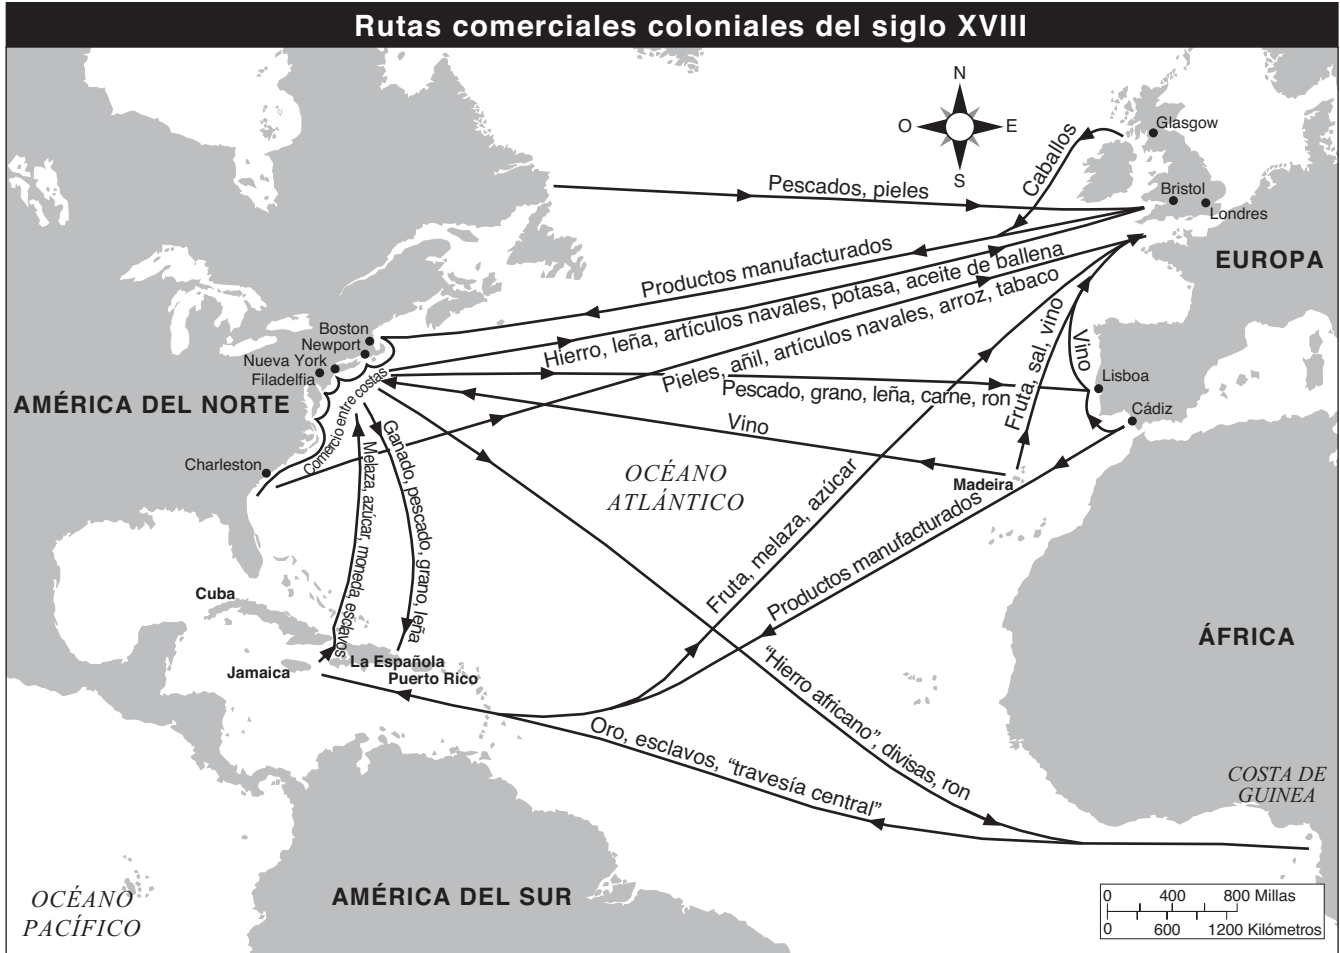 Rutas comerciales coloniales del siglo XVIII
N
O
E
S
Glasgow
Bristol
Londres
EUROPA
Caballos
Pescados, pieles
Productos manufacturados
Hierro, leña, artículos navales, potasa, aceite de ballena
Pieles, añil, artículos navales, arroz, tabaco
Boston
Newport
Nueva York
Filadelfia
AMÉRICA DEL NORTE
Comercio entre costas
Charleston
Pescado, grano, leña, carne, ron
Vino
Fruta, sal, vino
Vino
Lisboa
Cádiz
Madeira
OCÉANO
ATLÁNTICO
Melaza, azúcar, moneda, esclavos
Ganado, pescado, grano, leña
Fruta, melaza, azúcar
Productos manufacturados
Cuba
Jamaica
La Española
Puerto Rico
ÁFRICA
"Hierro africano", divisas, ron
Oro, esclavos, "travesía central"
COSTA DE
GUINEA
OCÉANO
PACÍFICO
AMÉRICA DEL SUR
0 400 800 Millas
0 600 1200 Kilómetros